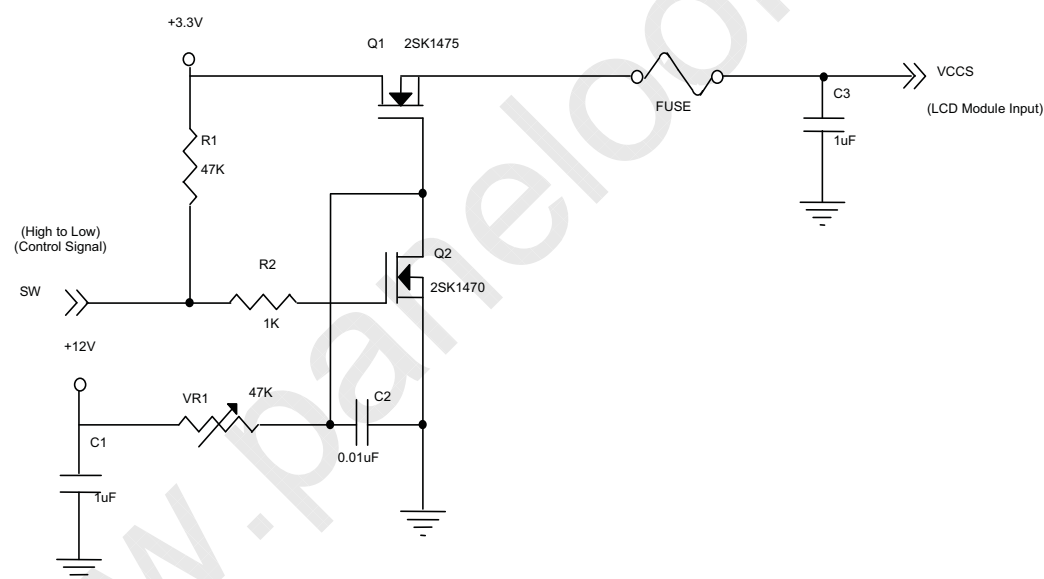 +3.3V
Q1 2SK1475
VCCS
FUSE
C3
(LCD Module Input)
R1
47K
1uF
(High to Low)
(Control Signal)
R2
Q2
SW
2SK1470
1K
+12V
VR1
47K
C2
C1
0.01uF
1uF
w.paneloo